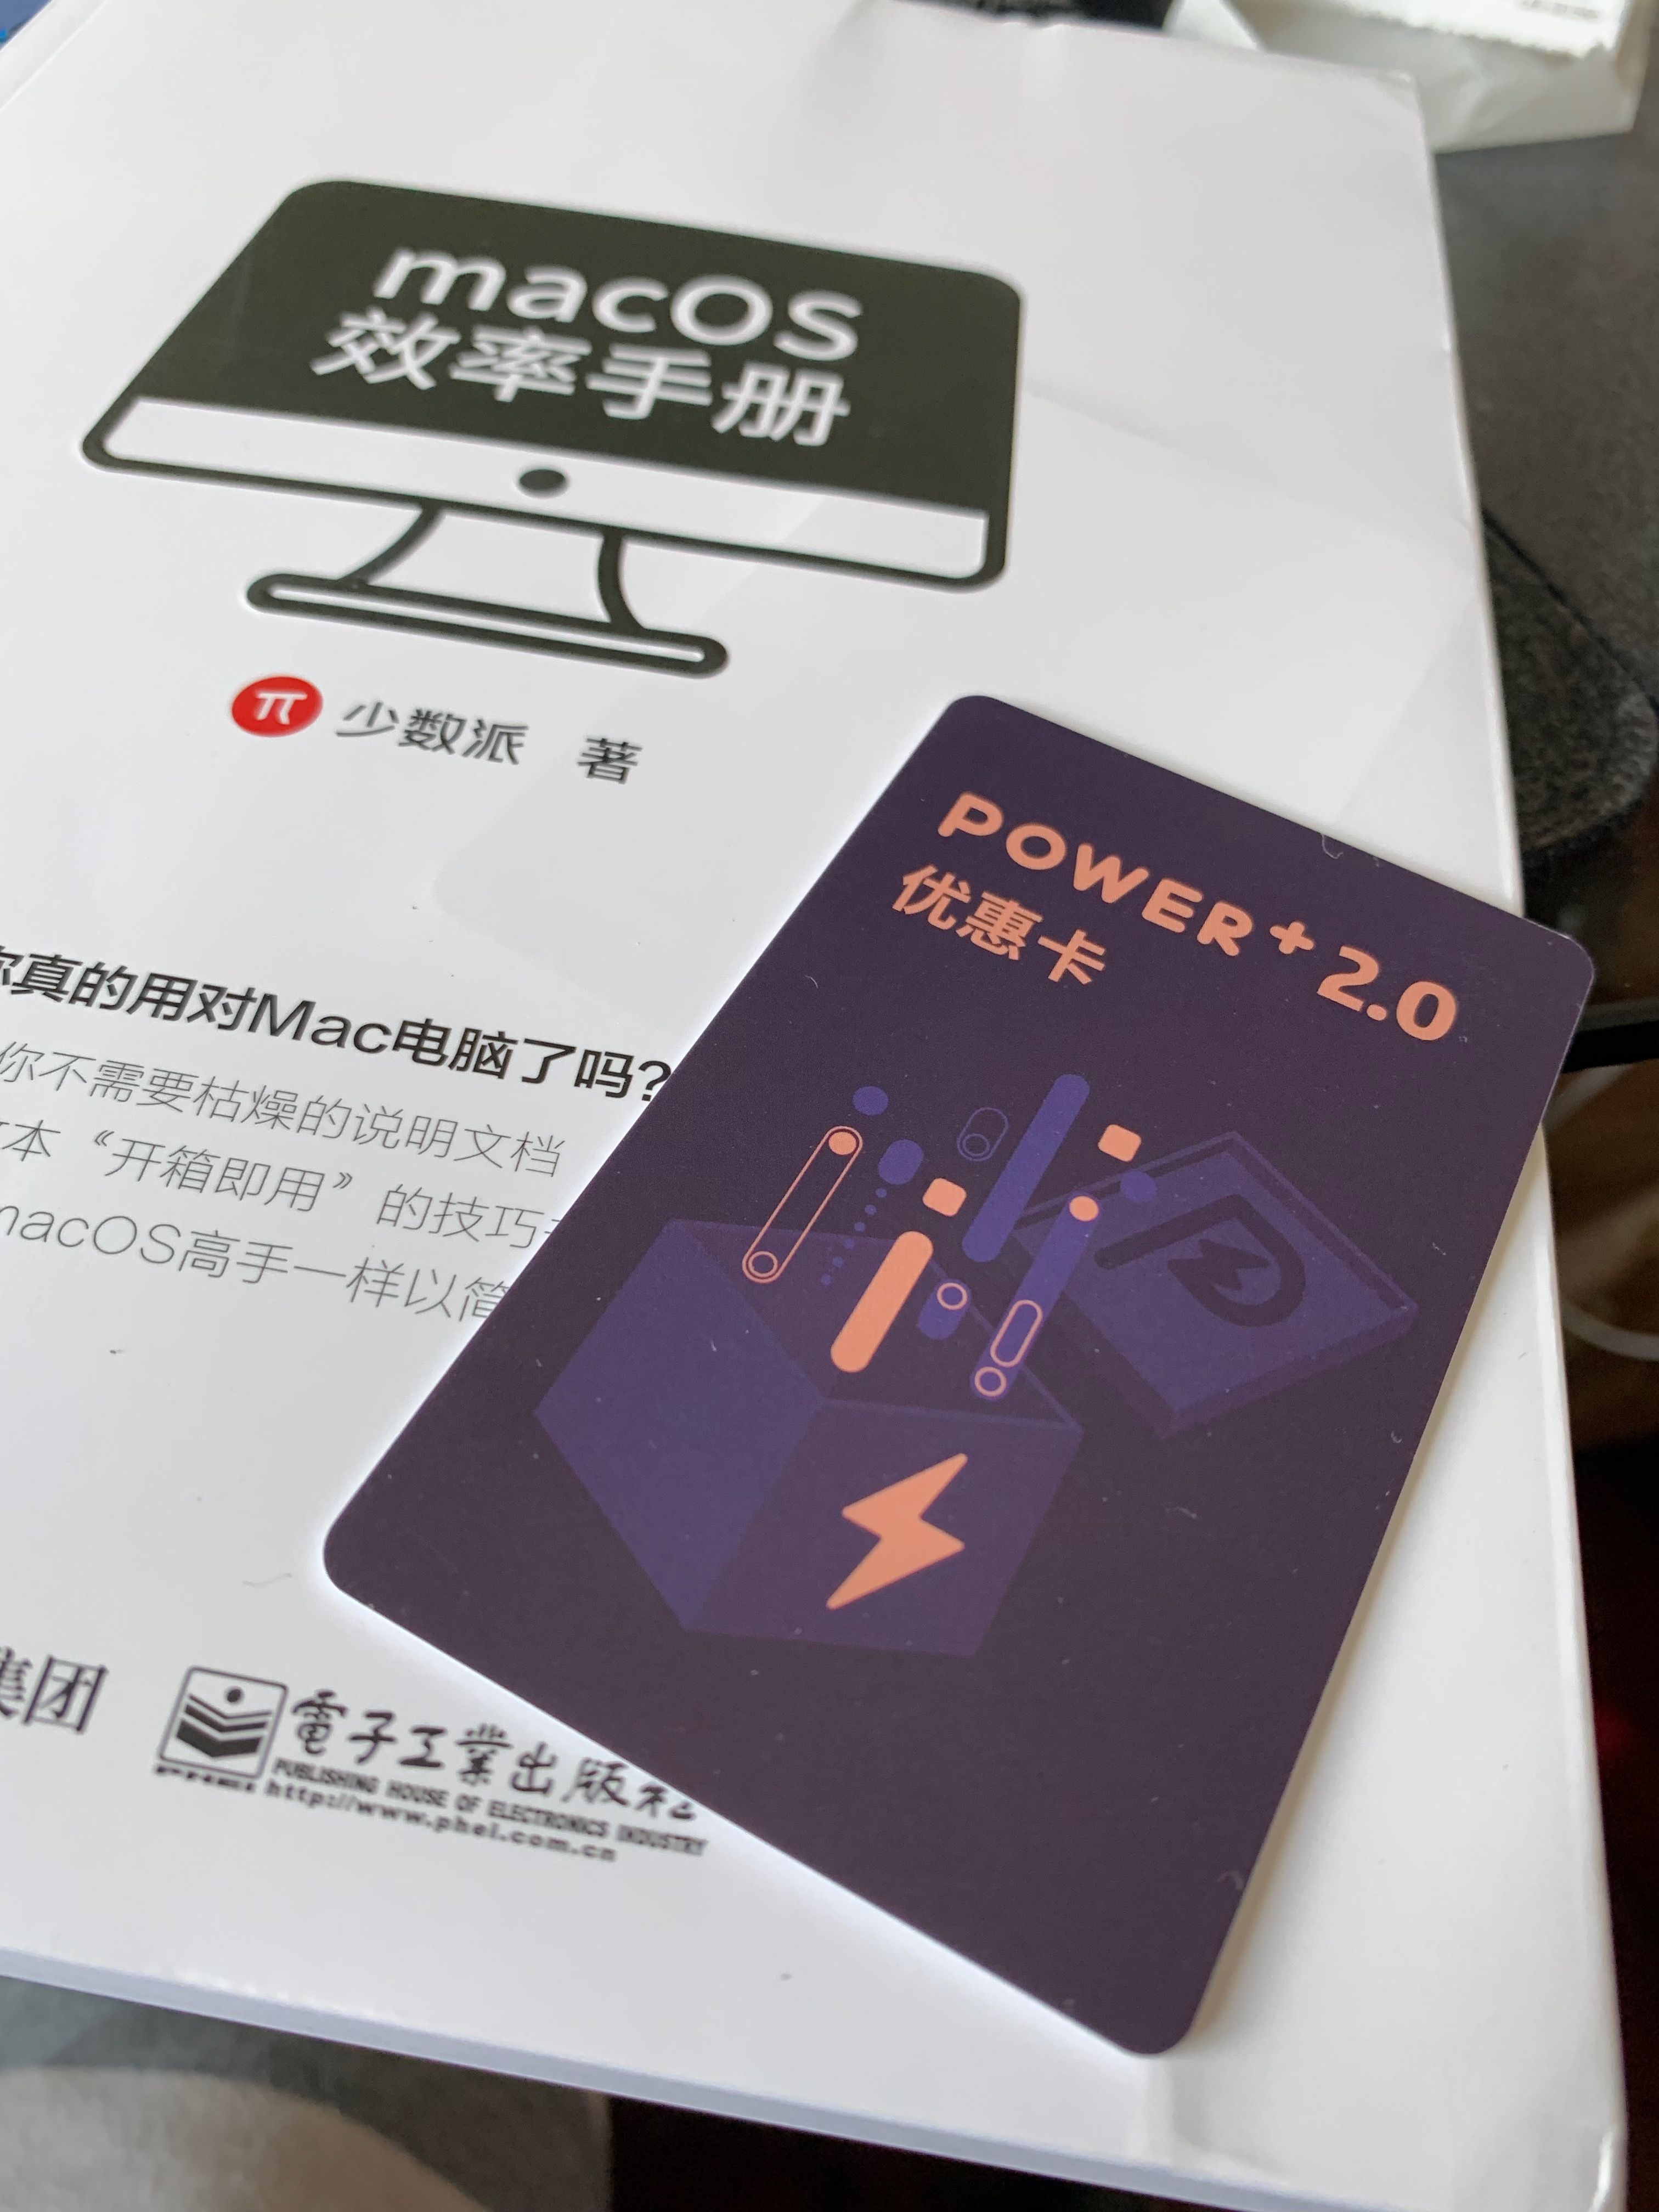 macOS
效率手册
π 少数派 著
POWER+2.0
优惠卡
你真的用对Mac电脑了吗?
你不需要枯燥的说明文档
本“开箱即用”的技巧
macOS高手一样以简
集团
電子工業出版社
PUBLISHING HOUSE OF ELECTRONICS INDUSTRY
http://www.phei.com.cn